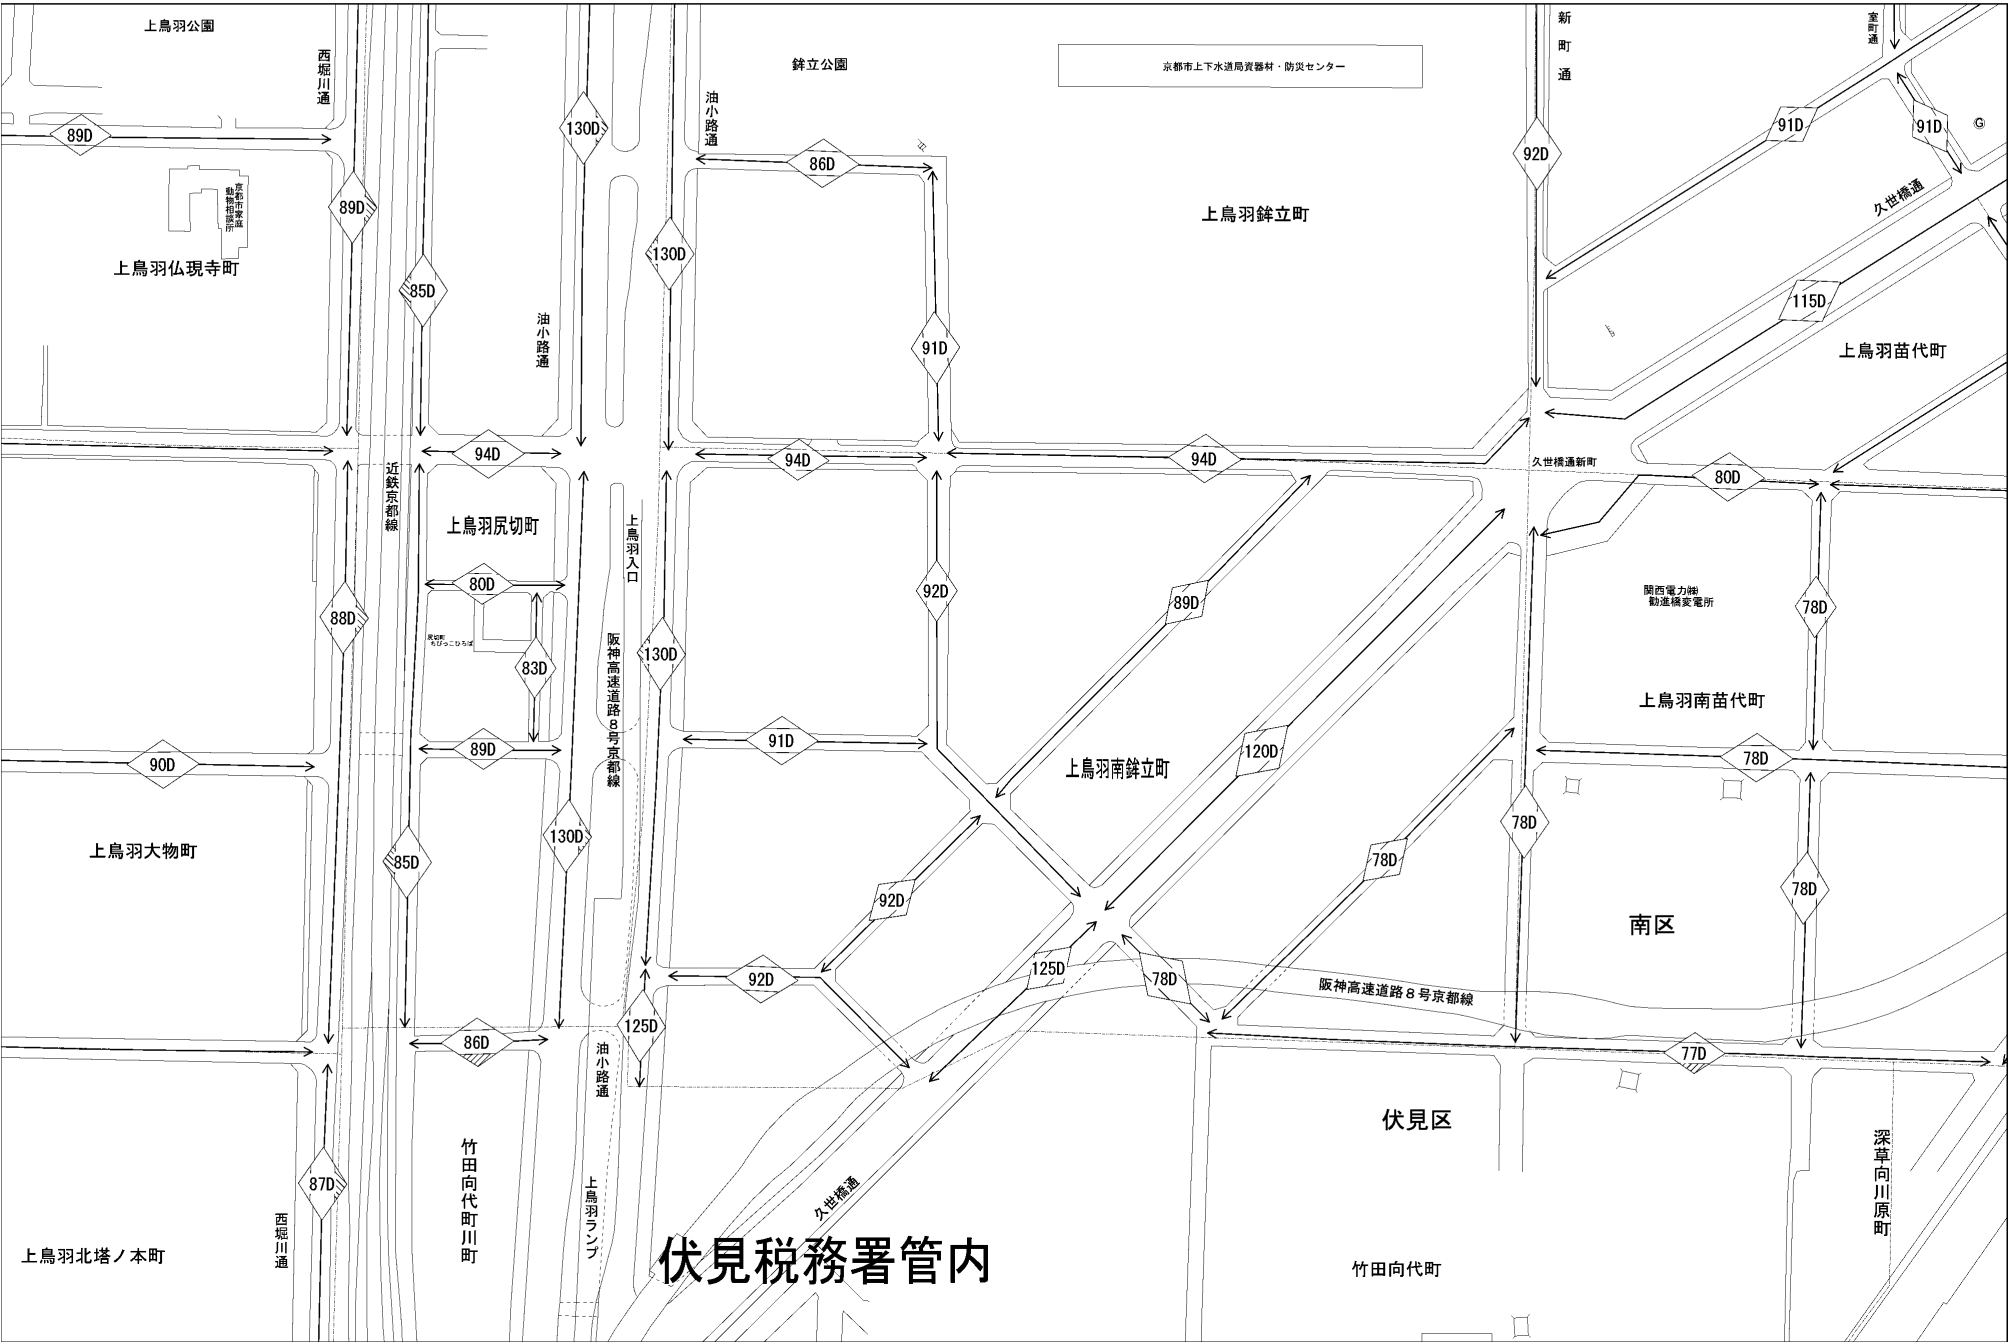 上鳥羽公園
西堀川通
鉾立公園
京都市上下水道局資器材・防災センター
新町通
室町通
油小路通
130D
89D
86D
92D
91D
91D
G
京都市家庭
動物相談所
89D
130D
上鳥羽鉾立町
久世橋通
上鳥羽仏現寺町
85D
115D
油小路通
91D
上鳥羽苗代町
94D
94D
94D
久世橋通新町
80D
近鉄京都線
上鳥羽尻切町
上鳥羽入口
80D
88D
92D
89D
関西電力㈱
勧進橋変電所
78D
尻切町
ちびっこひろば
83D
130D
阪神高速道路8号京都線
上鳥羽南苗代町
90D
89D
91D
上鳥羽南鉾立町
120D
78D
130D
78D
上鳥羽大物町
85D
78D
78D
92D
南区
92D
125D
78D
阪神高速道路8号京都線
125D
86D
77D
油小路通
伏見区
竹田向代町川町
深草向川原町
87D
上鳥羽ランプ
久世橋通
西堀川通
上鳥羽北塔ノ本町
伏見税務署管内
竹田向代町